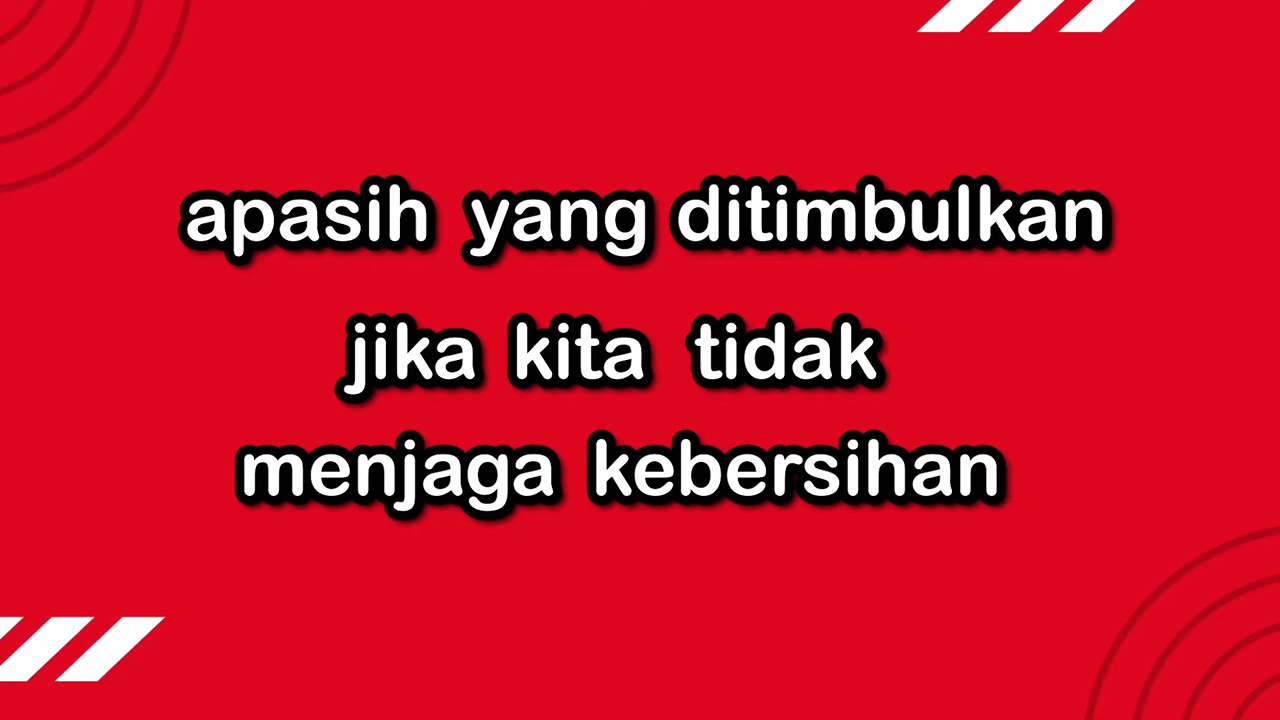 apasih yang ditimbulkan
jika kita tidak
menjaga kebersihan